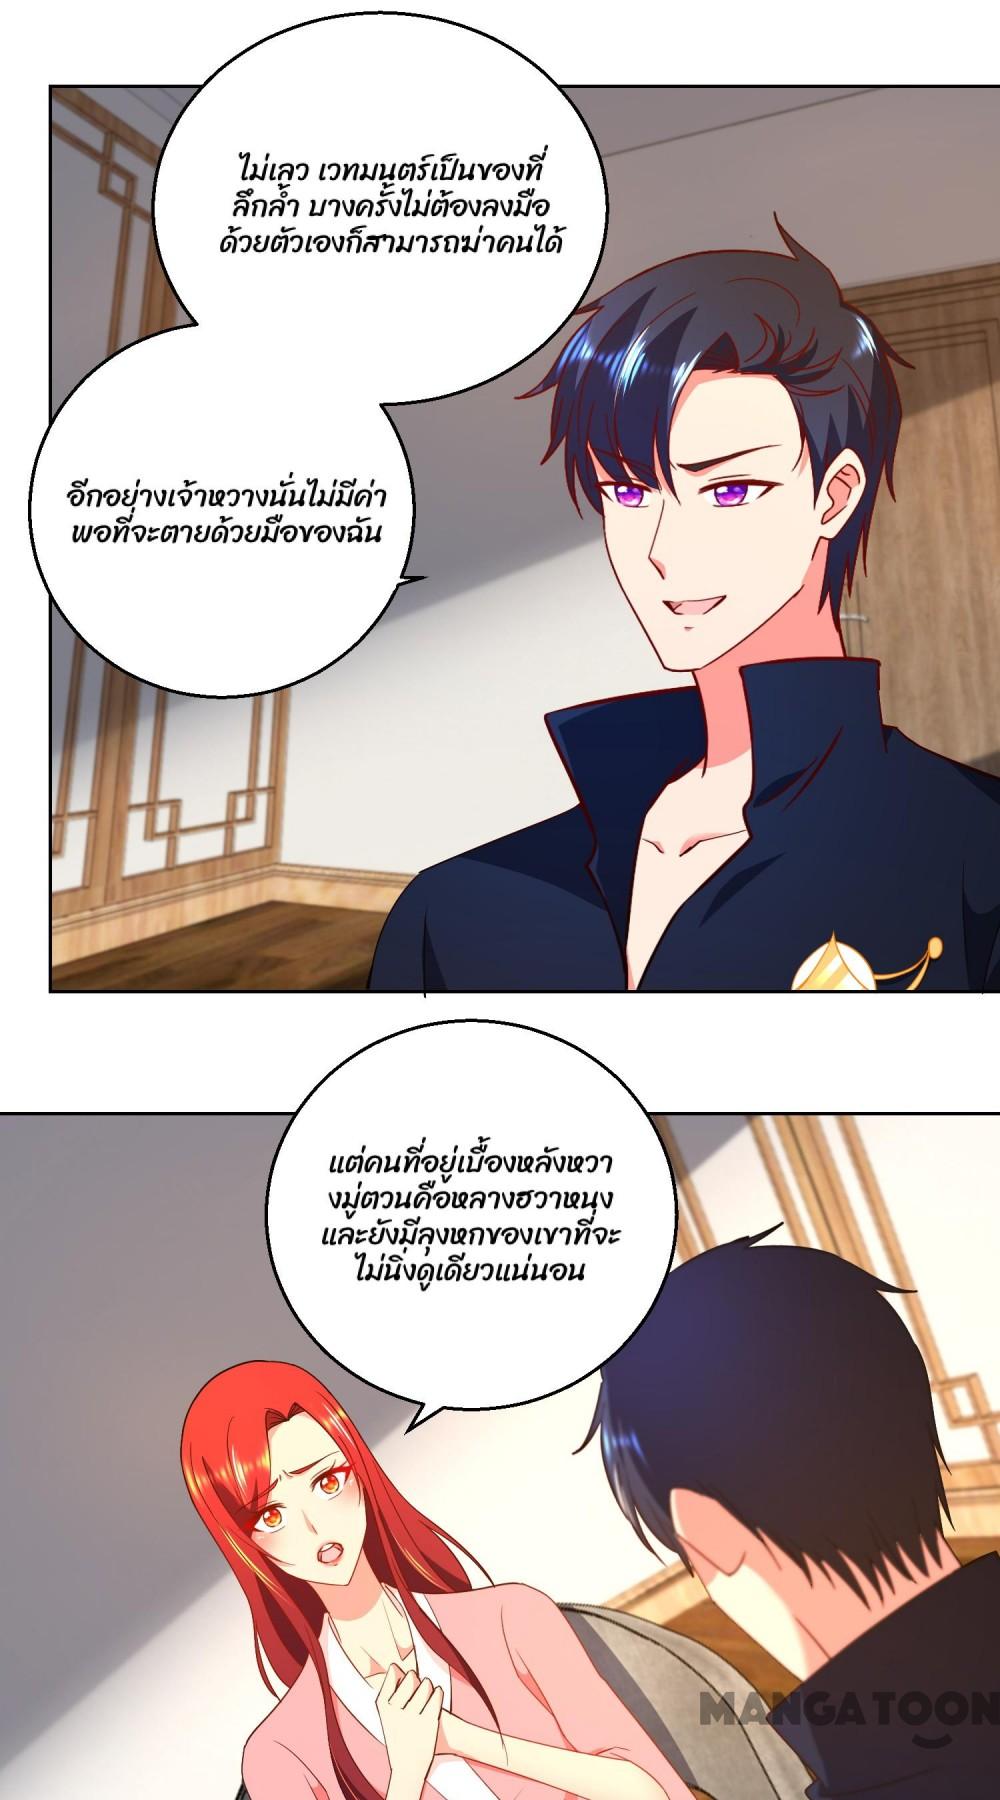 ไม่เลว เวทมนตร์เป็นของที่
ลึกล้ำ บางครั้งไม่ต้องลงมือ
ด้วยตัวเองก็สามารถฆ่าคนได้
อีกอย่างเจ้าหวางนั่นไม่มีค่า
พอที่จะตายด้วยมือของฉัน
แต่คนที่อยู่เบื้องหลังหวา
งมู่ตวนคือหลางฮวาหนง
และยังมีลุงหกของเขาที่จะ
ไม่นิ่งดูเดียวแน่นอน
MANGATOON